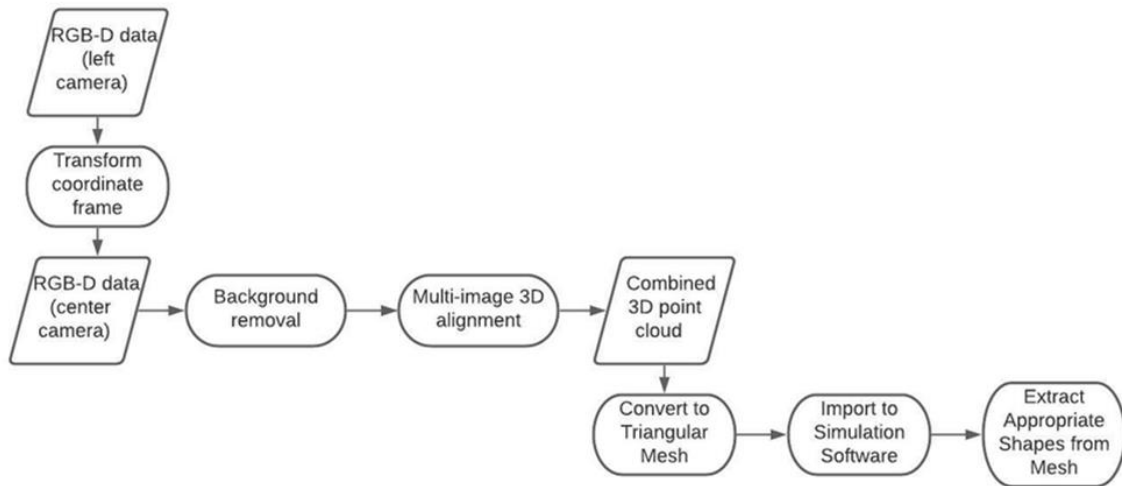 RGB-D data
(left
camera)
Transform
coordinate
frame
RGB-D data
(center
camera)
Background
removal
Multi-image 3D
alignment
Combined
3D point
cloud
Convert to
Triangular
Mesh
Import to
Simulation
Software
Extract
Appropriate
Shapes from
Mesh